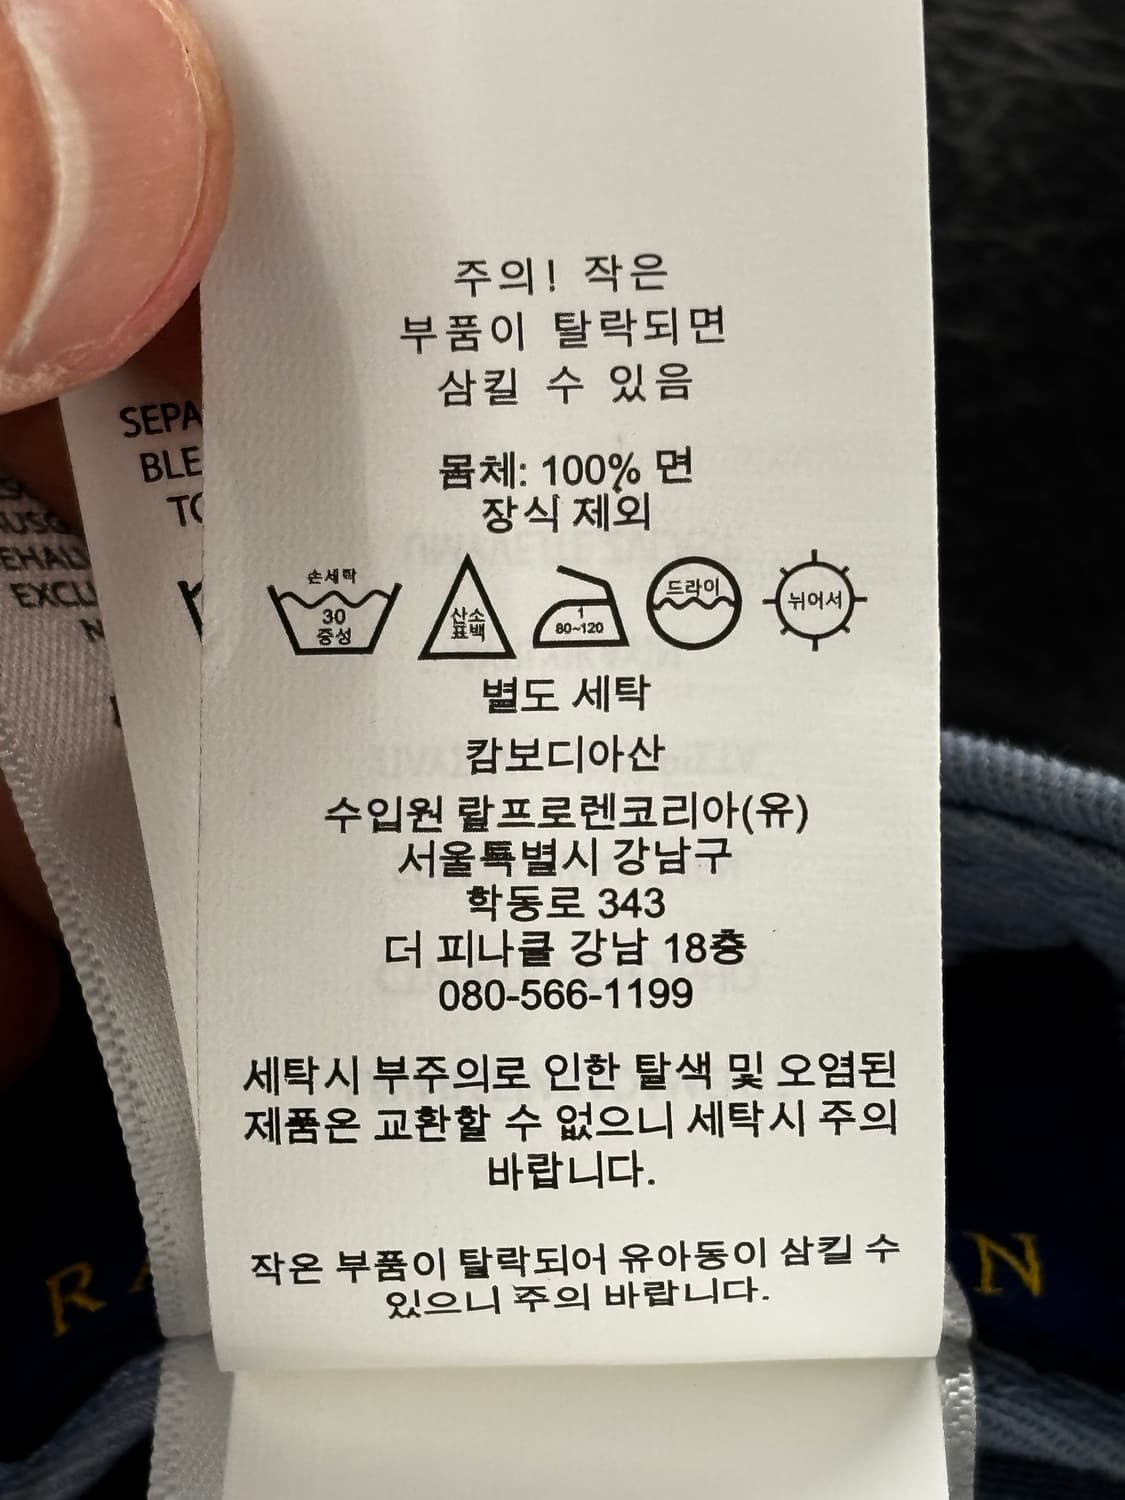 주의! 작은
부품이 탈락되면
삼킬 수 있음
몸체: 100% 면
장식 제외
손세탁
30
중성
산소
표백
1
80~120
드라이
뉘어서
별도 세탁
캄보디아산
수입원 랄프로렌코리아(유)
서울특별시 강남구
학동로 343
더 피나클 강남 18층
080-566-1199
세탁시 부주의로 인한 탈색 및 오염된
제품은 교환할 수 없으니 세탁시 주의
바랍니다.
작은 부품이 탈락되어 유아동이 삼킬 수
있으니 주의 바랍니다.
SEPA
BLE
TO
EHAL
EXCLU
R
N